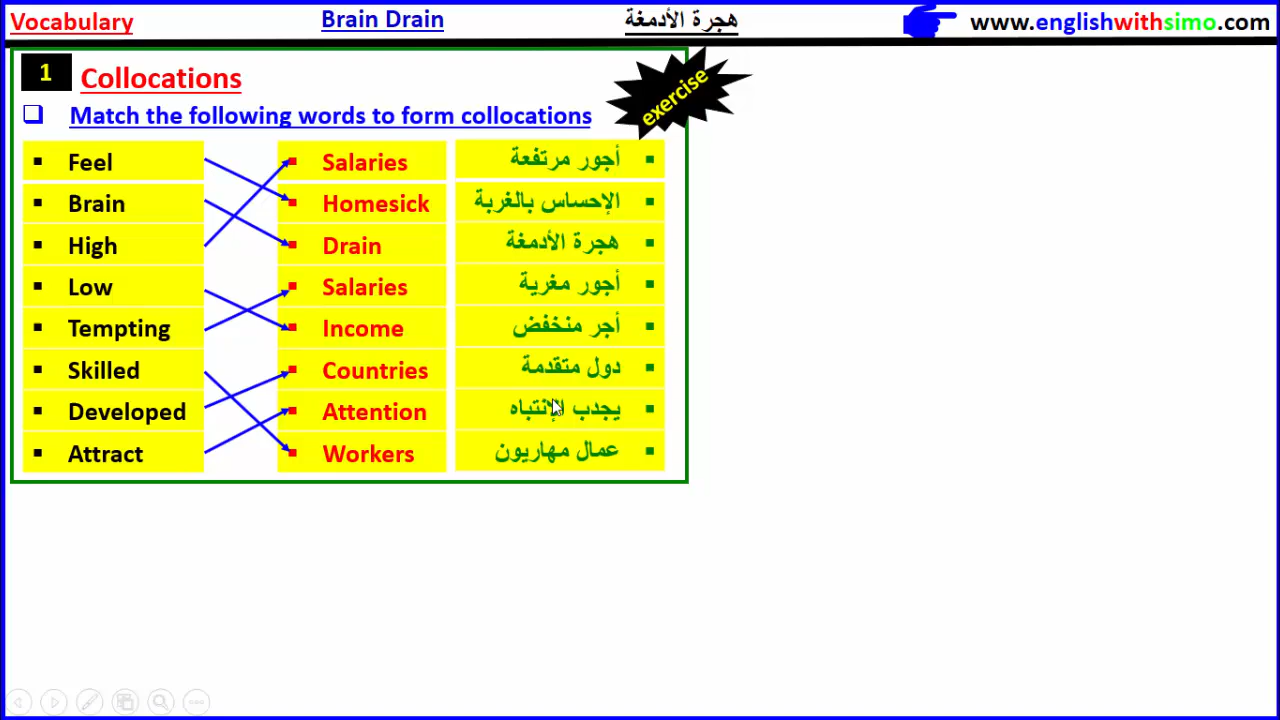 Vocabulary Brain Drain هجرة الأدمغة www.englishwithsimo.com
1 Collocations
exercise
Match the following words to form collocations
Feel Salaries أجور مرتفعة
Brain Homesick الإحساس بالغربة
High Drain هجرة الأدمغة
Low Salaries أجور مغرية
Tempting Income أجر منخفض
Skilled Countries دول متقدمة
Developed Attention يجدب الإنتباه
Attract Workers عمال مهاريون